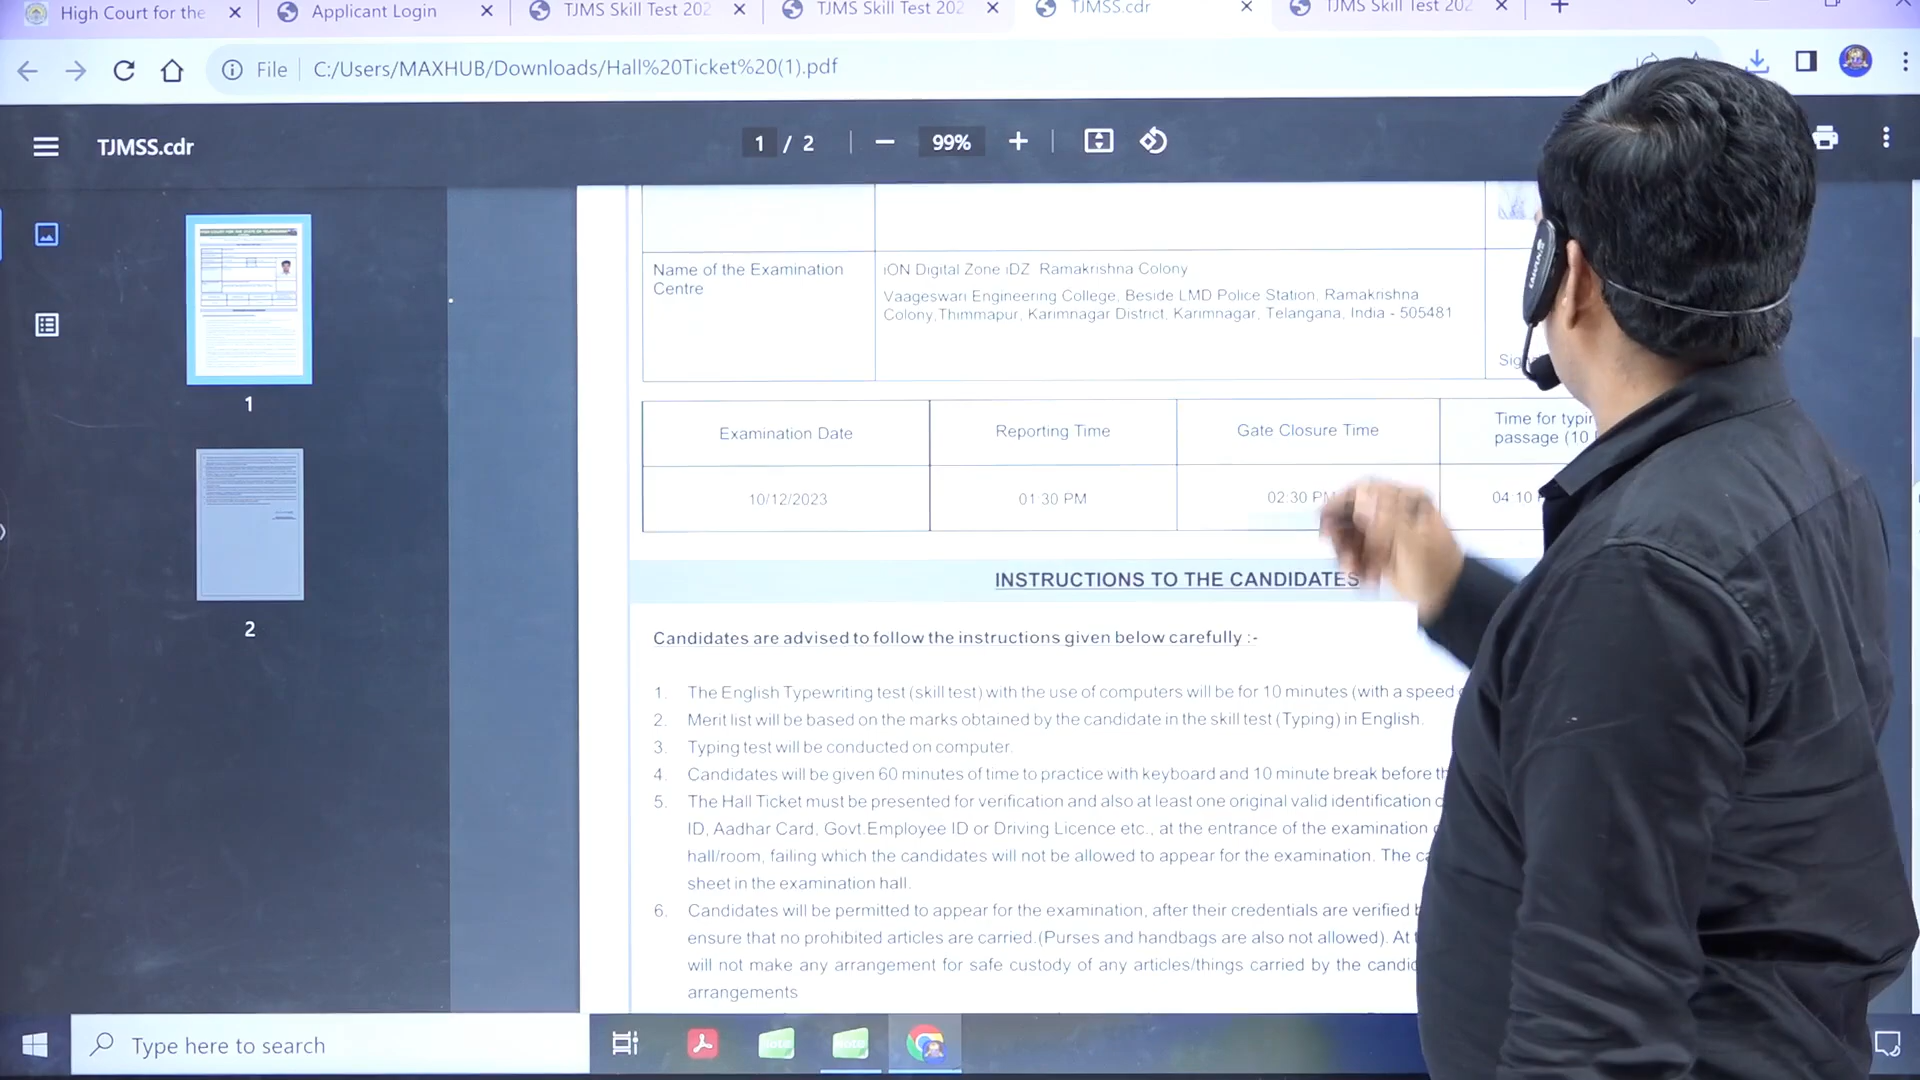 High Court for the
Applicant Login
TJMS Skill Test 202
TJMS Skill Test 202
TJMSS.cdr
TJMS Skill Test 202
File
C:/Users/MAXHUB/Downloads/Hall%20Ticket%20(1).pdf
TJMSS.cdr
1 / 2
99%
1
2
Name of the Examination
Centre
iON Digital Zone iDZ Ramakrishna Colony
Vaageswari Engineering College, Beside LMD Police Station, Ramakrishna
Colony,Thimmapur, Karimnagar District, Karimnagar, Telangana, India - 505481
Examination Date
Reporting Time
Gate Closure Time
Time for
passage (10
10/12/2023
01:30 PM
02:30 PM
04:10
INSTRUCTIONS TO THE CANDIDATES
Candidates are advised to follow the instructions given below carefully :-
1. The English Typewriting test (skill test) with the use of computers will be for 10 minutes (with a speed
2. Merit list will be based on the marks obtained by the candidate in the skill test (Typing) in English.
3. Typing test will be conducted on computer.
4. Candidates will be given 60 minutes of time to practice with keyboard and 10 minute break before
5. The Hall Ticket must be presented for verification and also at least one original valid identification
ID, Aadhar Card, Govt.Employee ID or Driving Licence etc., at the entrance of the examination
hall/room, failing which the candidates will not be allowed to appear for the examination. The
sheet in the examination hall.
6. Candidates will be permitted to appear for the examination, after their credentials are verified
ensure that no prohibited articles are carried.(Purses and handbags are also not allowed). At
will not make any arrangement for safe custody of any articles/things carried by the
arrangements
Type here to search